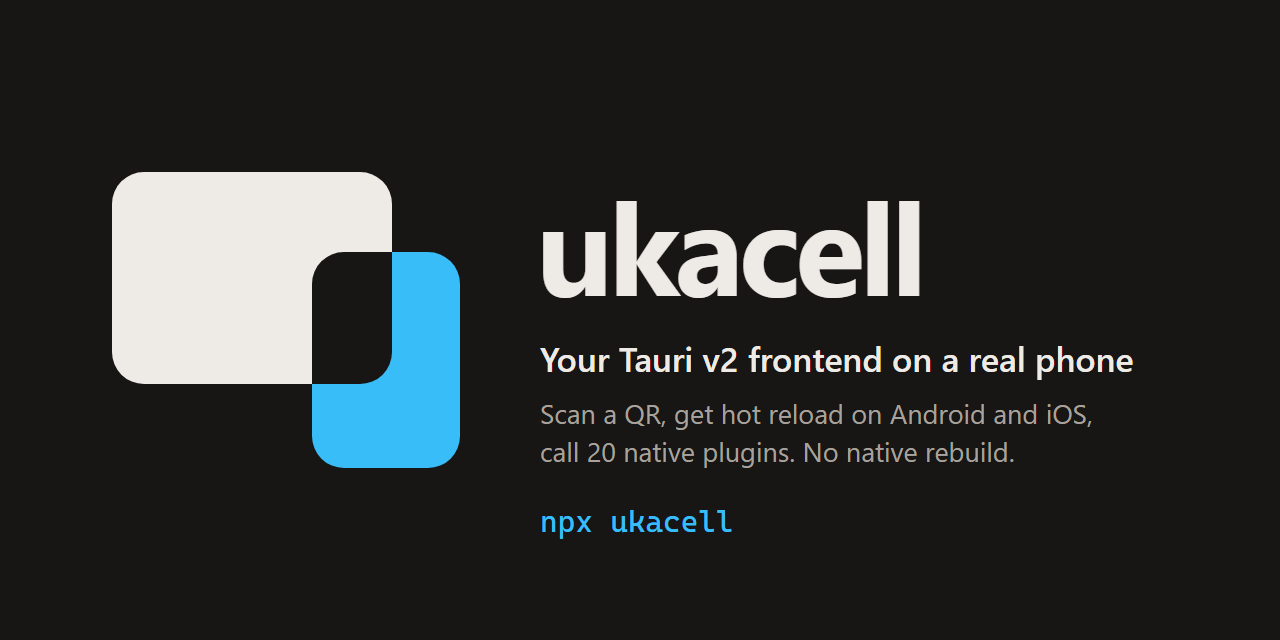 ukacell
Your Tauri v2 frontend on a real phone
Scan a QR, get hot reload on Android and iOS,
call 20 native plugins. No native rebuild.
npx ukacell